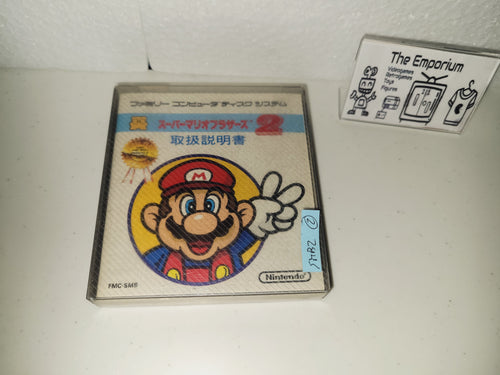 ファミリー コンピュータ ディスク システム
スーパーマリオブラザーズ2
取扱説明書
M
FMC-SMB
Nintendo
SMB2 ②
The Emporium
Videogames
Retrogames
Toys
Figures